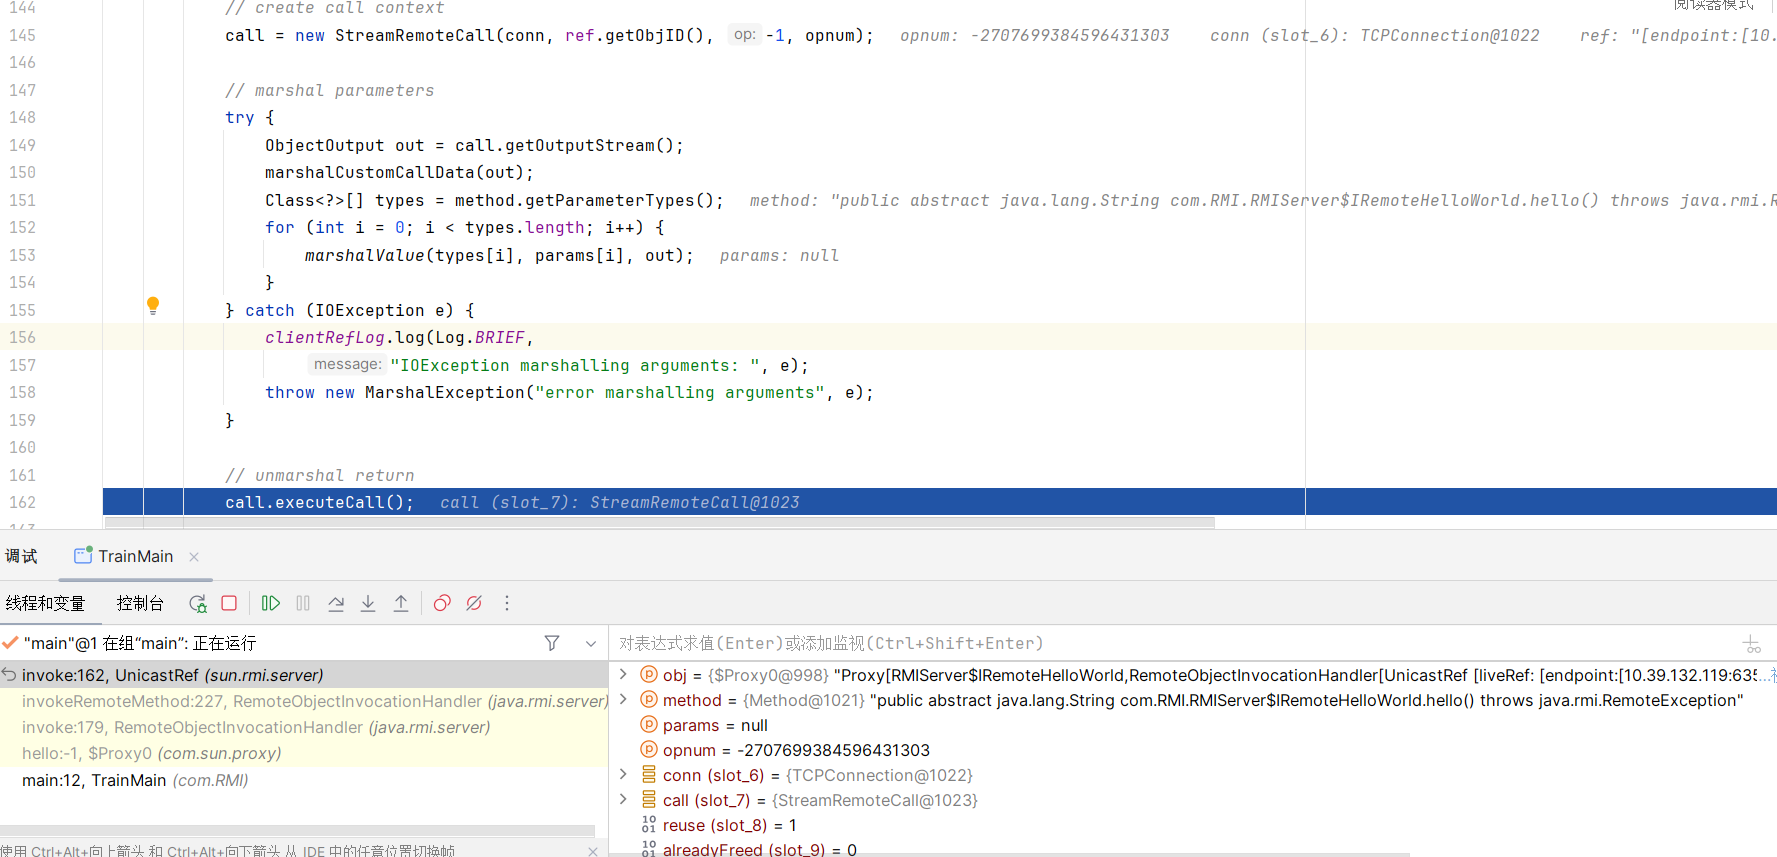 阅读器模式
144 // create call context
145 call = new StreamRemoteCall(conn, ref.getObjID(), op: -1, opnum); opnum: -2707699384596431303 conn (slot_6): TCPConnection@1022 ref: "[endpoint:[10.
146
147 // marshal parameters
148 try {
149 ObjectOutput out = call.getOutputStream();
150 marshalCustomCallData(out);
151 Class<?>[] types = method.getParameterTypes(); method: "public abstract java.lang.String com.RMI.RMIServer$IRemoteHelloWorld.hello() throws java.rmi.R
152 for (int i = 0; i < types.length; i++) {
153 marshalValue(types[i], params[i], out); params: null
154 }
155 } catch (IOException e) {
156 clientRefLog.log(Log.BRIEF,
157 message: "IOException marshalling arguments: ", e);
158 throw new MarshalException("error marshalling arguments", e);
159 }
160
161 // unmarshal return
162 call.executeCall(); call (slot_7): StreamRemoteCall@1023
163
调试 TrainMain
线程和变量 控制台
"main"@1 在组“main”: 正在运行
invoke:162, UnicastRef (sun.rmi.server)
invokeRemoteMethod:227, RemoteObjectInvocationHandler (java.rmi.server)
invoke:179, RemoteObjectInvocationHandler (java.rmi.server)
hello:-1, $Proxy0 (com.sun.proxy)
main:12, TrainMain (com.RMI)
使用 Ctrl+Alt+向上箭头 和 Ctrl+Alt+向下箭头 从 IDE 中的任意位置切换帧
对表达式求值(Enter)或添加监视(Ctrl+Shift+Enter)
obj = {$Proxy0@998} "Proxy[RMIServer$IRemoteHelloWorld,RemoteObjectInvocationHandler[UnicastRef [liveRef: [endpoint:[10.39.132.119:635...
method = {Method@1021} "public abstract java.lang.String com.RMI.RMIServer$IRemoteHelloWorld.hello() throws java.rmi.RemoteException"
params = null
opnum = -2707699384596431303
conn (slot_6) = {TCPConnection@1022}
call (slot_7) = {StreamRemoteCall@1023}
reuse (slot_8) = 1
alreadyFreed (slot_9) = 0